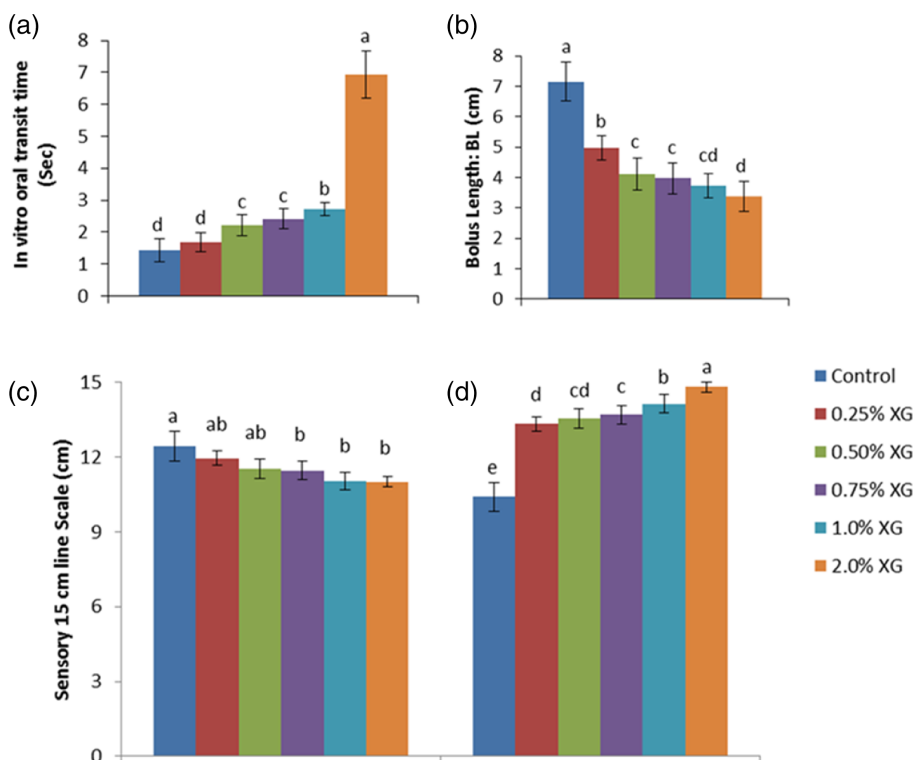 (a)
In vitro oral transit time
(Sec)
8
7
6
5
4
3
2
1
0
d
d
c
c
b
a
(b)
Bolus Length: BL (cm)
8
7
6
5
4
3
2
1
0
a
b
c
c
cd
d
(c)
Sensory 15 cm line Scale (cm)
15
12
9
6
3
0
a
ab
ab
b
b
b
(d)
e
d
cd
c
b
a
Control
0.25% XG
0.50% XG
0.75% XG
1.0% XG
2.0% XG